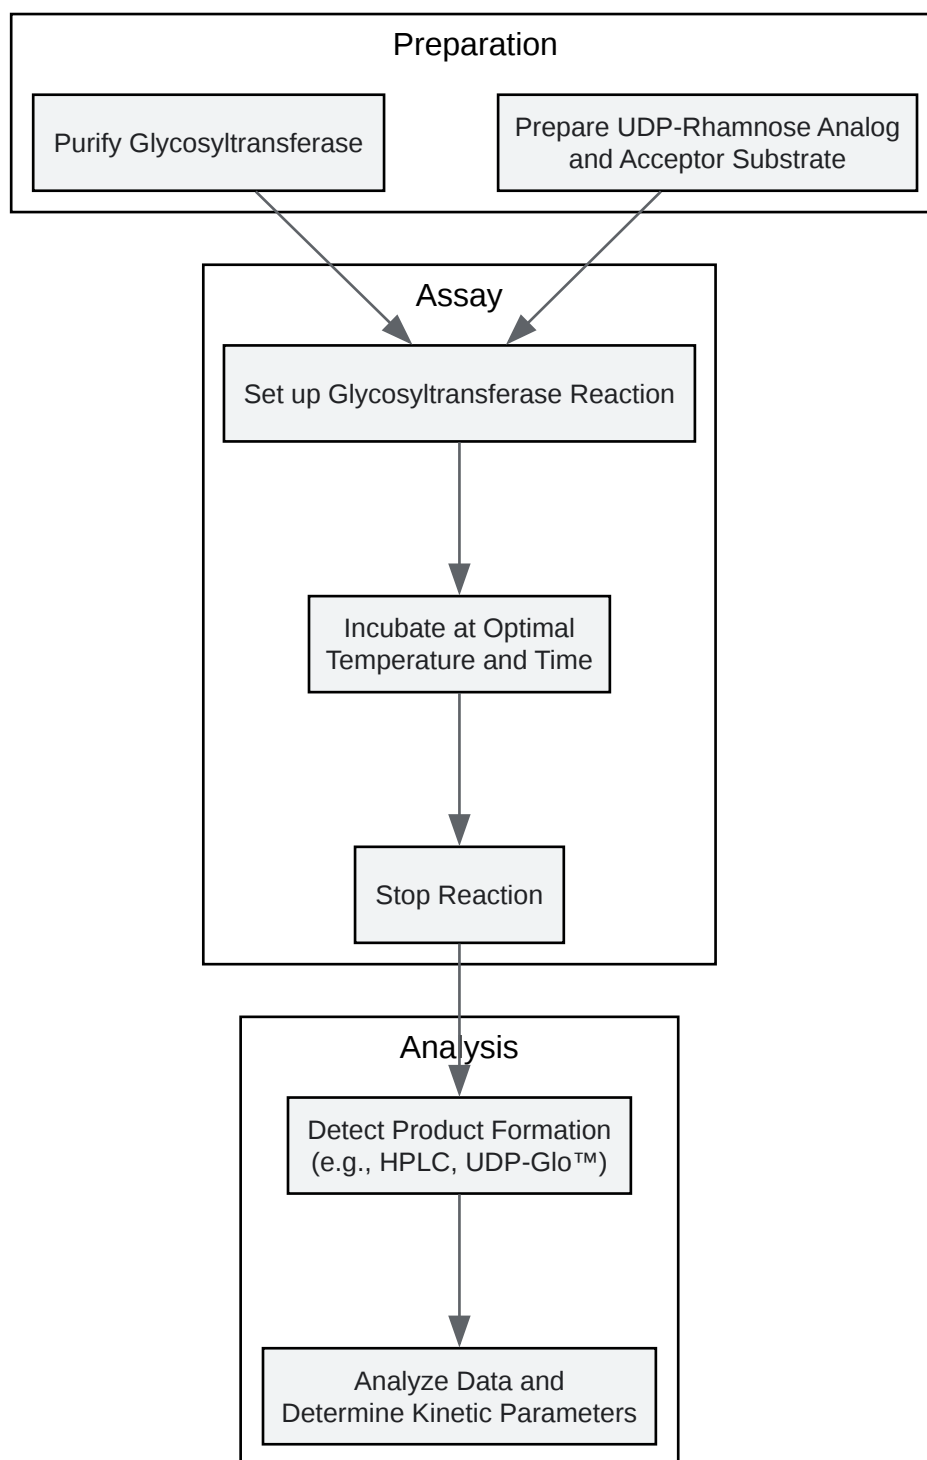 Preparation
Purify Glycosyltransferase
Prepare UDP-Rhamnose Analog
and Acceptor Substrate
Assay
Set up Glycosyltransferase Reaction
Incubate at Optimal
Temperature and Time
Stop Reaction
Analysis
Detect Product Formation
(e.g., HPLC, UDP-Glo™)
Analyze Data and
Determine Kinetic Parameters